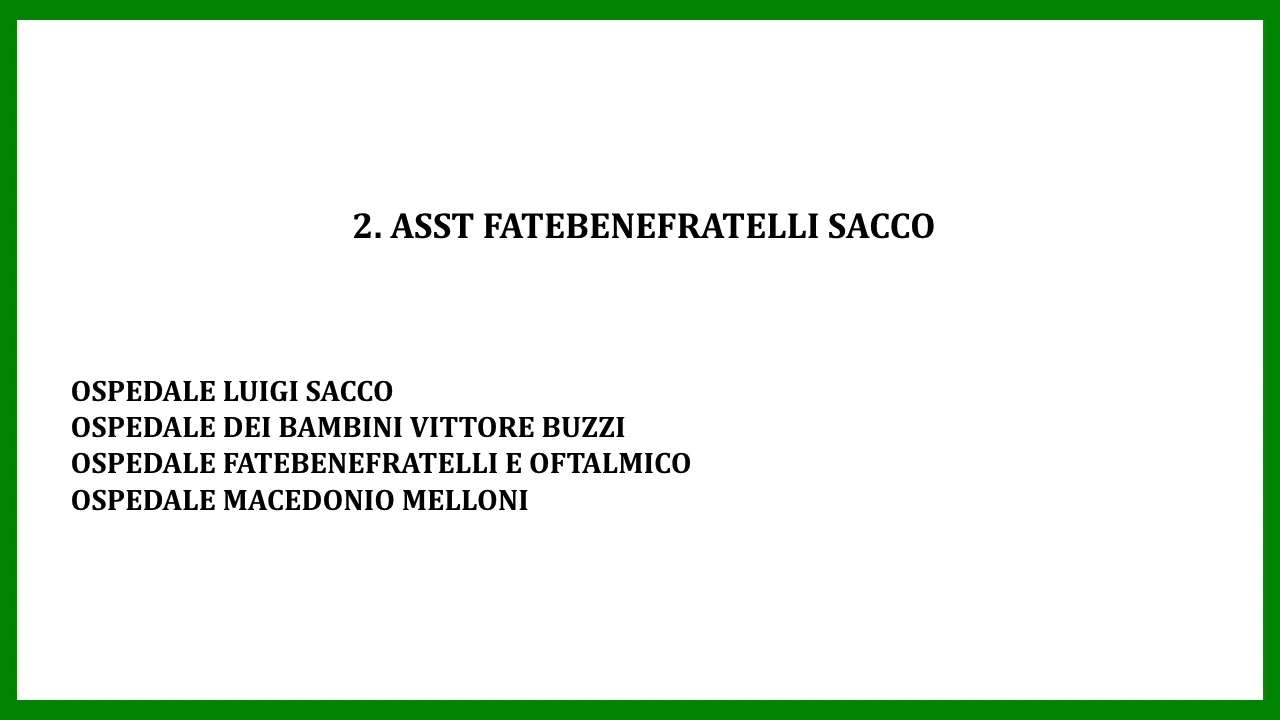 2. ASST FATEBENEFRATELLI SACCO
OSPEDALE LUIGI SACCO
OSPEDALE DEI BAMBINI VITTORE BUZZI
OSPEDALE FATEBENEFRATELLI E OFTALMICO
OSPEDALE MACEDONIO MELLONI